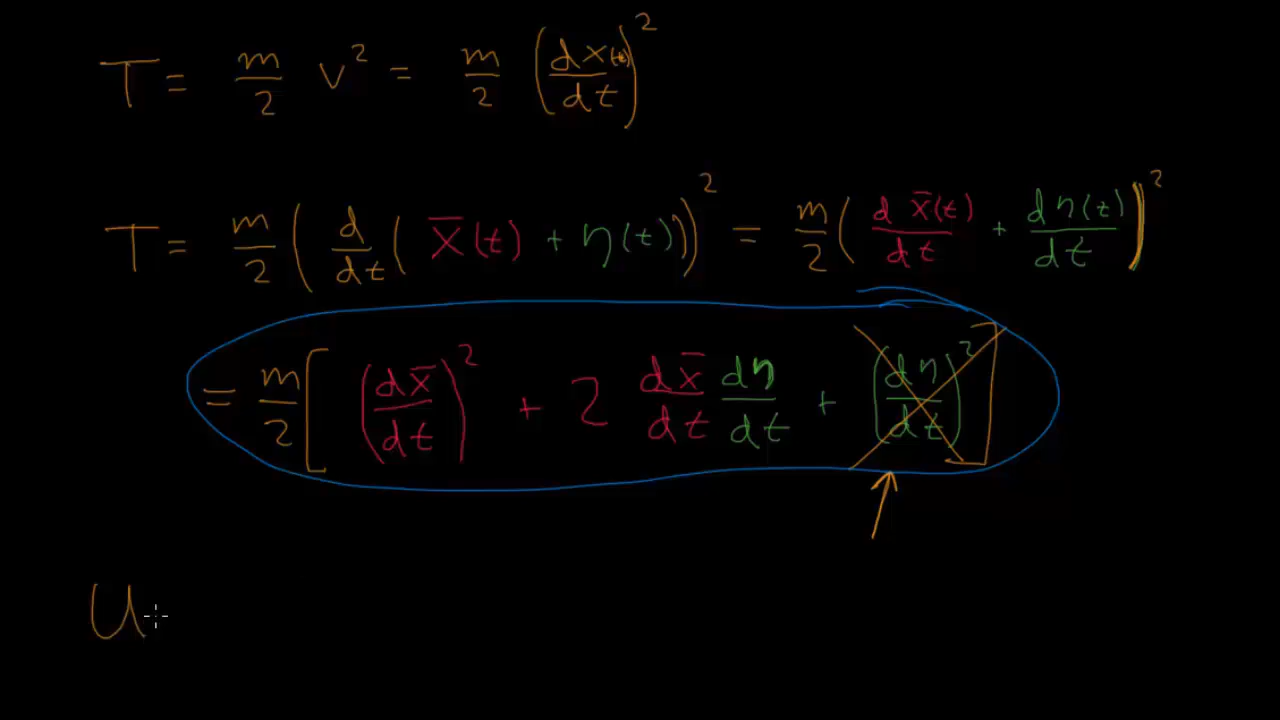 T = m/2 v² = m/2 (dx(t)/dt)²
T = m/2 (d/dt (x̄(t) + η(t)))² = m/2 (dx̄(t)/dt + dη(t)/dt)²
= m/2 [(dx̄/dt)² + 2 dx̄/dt dη/dt + (dη/dt)²]
U